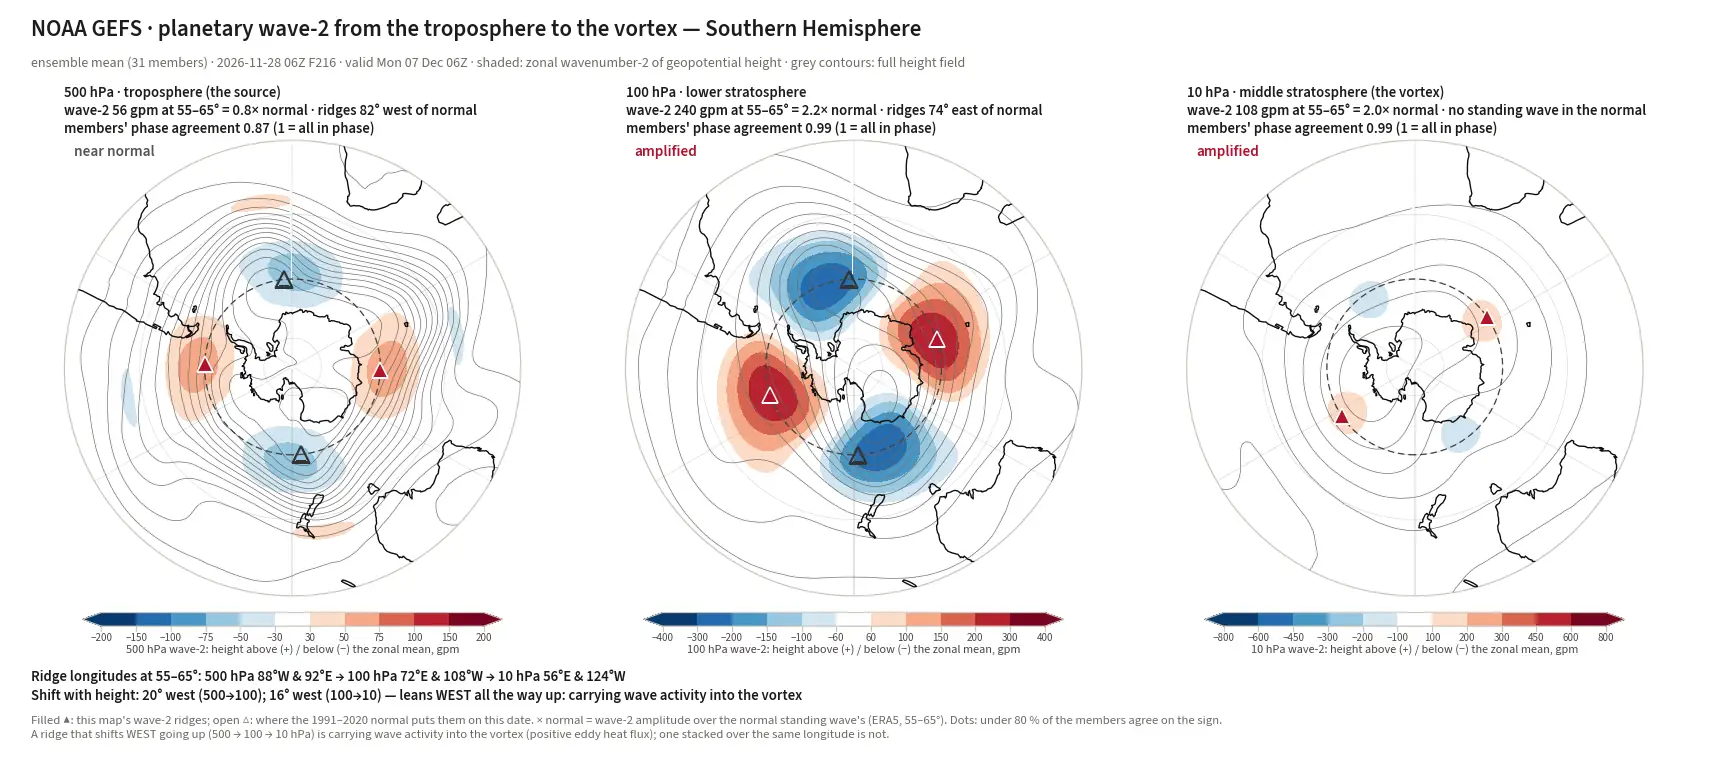 NOAA GEFS · planetary wave-2 from the troposphere to the vortex — Southern Hemisphere
ensemble mean (31 members) · 2026-11-28 06Z F216 · valid Mon 07 Dec 06Z · shaded: zonal wavenumber-2 of geopotential height · grey contours: full height field
500 hPa · troposphere (the source)
wave-2 56 gpm at 55–65° = 0.8× normal · ridges 82° west of normal
members' phase agreement 0.87 (1 = all in phase)
near normal
100 hPa · lower stratosphere
wave-2 240 gpm at 55–65° = 2.2× normal · ridges 74° east of normal
members' phase agreement 0.99 (1 = all in phase)
amplified
10 hPa · middle stratosphere (the vortex)
wave-2 108 gpm at 55–65° = 2.0× normal · no standing wave in the normal
members' phase agreement 0.99 (1 = all in phase)
amplified
−200 −150 −100 −75 −50 −30 30 50 75 100 150 200
500 hPa wave-2: height above (+) / below (−) the zonal mean, gpm
−400 −300 −200 −150 −100 −60 60 100 150 200 300 400
100 hPa wave-2: height above (+) / below (−) the zonal mean, gpm
−800 −600 −450 −300 −200 −100 100 200 300 450 600 800
10 hPa wave-2: height above (+) / below (−) the zonal mean, gpm
Ridge longitudes at 55–65°: 500 hPa 88°W & 92°E → 100 hPa 72°E & 108°W → 10 hPa 56°E & 124°W
Shift with height: 20° west (500→100); 16° west (100→10) — leans WEST all the way up: carrying wave activity into the vortex
Filled ▲: this map's wave-2 ridges; open △: where the 1991–2020 normal puts them on this date. × normal = wave-2 amplitude over the normal standing wave's (ERA5, 55–65°). Dots: under 80 % of the members agree on the sign.
A ridge that shifts WEST going up (500 → 100 → 10 hPa) is carrying wave activity into the vortex (positive eddy heat flux); one stacked over the same longitude is not.